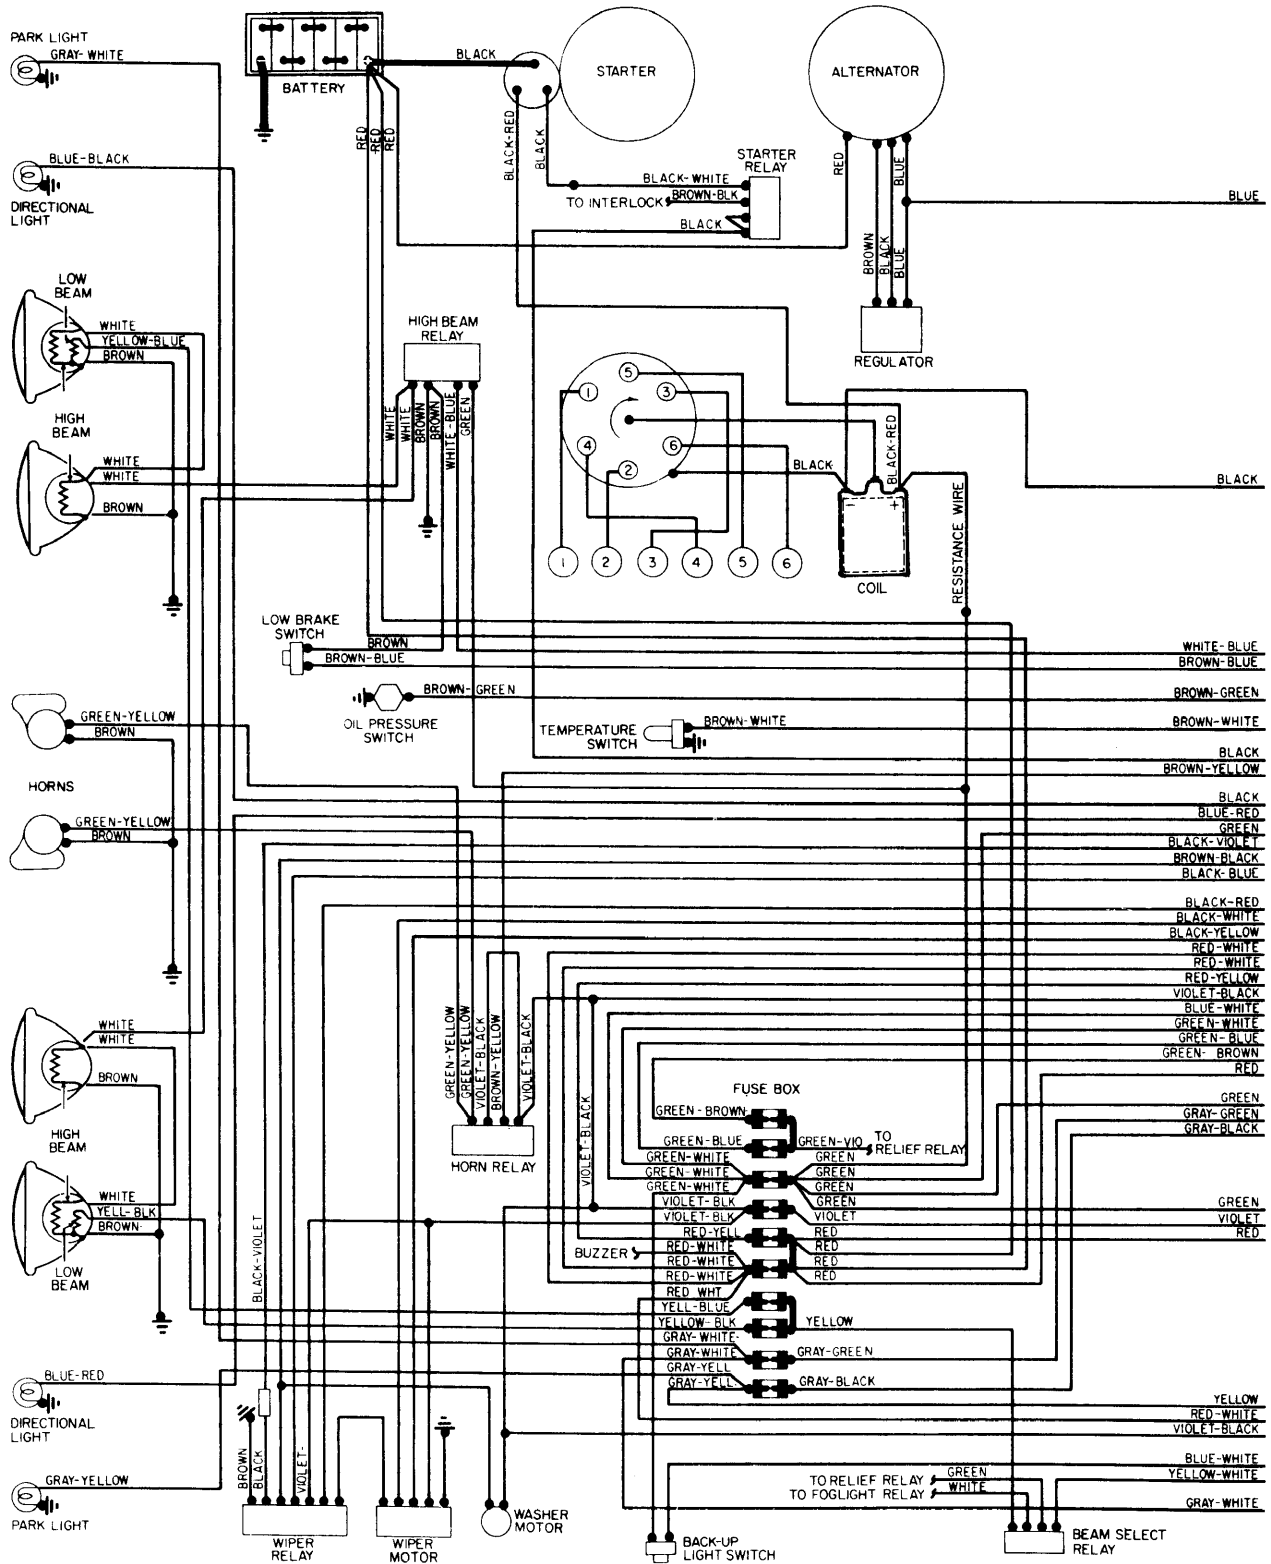 PARK LIGHT
GRAY-WHITE
BATTERY
BLACK
STARTER
ALTERNATOR
RED
RED
RED
BLACK-RED
BLACK
STARTER
RELAY
BLACK-WHITE
TO INTERLOCK
BROWN-BLK
BLACK
RED
BLUE
BROWN
BLACK
BLUE
BLUE
REGULATOR
BLUE-BLACK
DIRECTIONAL
LIGHT
LOW
BEAM
WHITE
YELLOW-BLUE
BROWN
HIGH
BEAM
WHITE
WHITE
BROWN
HIGH BEAM
RELAY
WHITE
WHITE
BROWN
BROWN
WHITE-BLUE
GREEN
5
1
3
4
6
2
1
2
3
4
5
6
BLACK
BLACK-RED
-
+
COIL
RESISTANCE WIRE
BLACK
LOW BRAKE
SWITCH
BROWN
BROWN-BLUE
WHITE-BLUE
BROWN-BLUE
BROWN-GREEN
OIL PRESSURE
SWITCH
BROWN-GREEN
TEMPERATURE
SWITCH
BROWN-WHITE
BROWN-WHITE
GREEN-YELLOW
BROWN
HORNS
GREEN-YELLOW
BROWN
BLACK
BROWN-YELLOW
BLACK
BLUE-RED
GREEN
BLACK-VIOLET
BROWN-BLACK
BLACK-BLUE
BLACK-RED
BLACK-WHITE
BLACK-YELLOW
RED-WHITE
RED-WHITE
RED-YELLOW
VIOLET-BLACK
BLUE-WHITE
GREEN-WHITE
GREEN-BLUE
GREEN-BROWN
RED
GREEN
GRAY-GREEN
GRAY-BLACK
WHITE
WHITE
BROWN
HIGH
BEAM
GREEN-YELLOW
GREEN-YELLOW
VIOLET-BLACK
BROWN-YELLOW
VIOLET-BLACK
HORN RELAY
VIOLET-BLACK
FUSE BOX
GREEN-BROWN
GREEN-BLUE
GREEN-VIO
TO
RELIEF RELAY
GREEN-WHITE
GREEN
GREEN-WHITE
GREEN
GREEN-WHITE
GREEN
VIOLET-BLK
VIOLET-BLK
VIOLET
RED-YELL
RED
BUZZER
RED-WHITE
RED
RED-WHITE
RED
RED-WHITE
RED
RED WHT
YELL-BLUE
YELLOW-BLK
YELLOW
GRAY-WHITE
GRAY-WHITE
GRAY-GREEN
GRAY-YELL
GRAY-YELL.
GRAY-BLACK
GREEN
VIOLET
RED
WHITE
YELL-BLK
BROWN
LOW
BEAM
BLACK-VIOLET
BLUE-RED
DIRECTIONAL
LIGHT
GRAY-YELLOW
PARK LIGHT
BROWN
BLACK
VIOLET-
WIPER
RELAY
WIPER
MOTOR
WASHER
MOTOR
BACK-UP
LIGHT SWITCH
YELLOW
RED-WHITE
VIOLET-BLACK
BLUE-WHITE
YELLOW-WHITE
GRAY-WHITE
TO RELIEF RELAY
GREEN
TO FOGLIGHT RELAY
WHITE
BEAM SELECT
RELAY